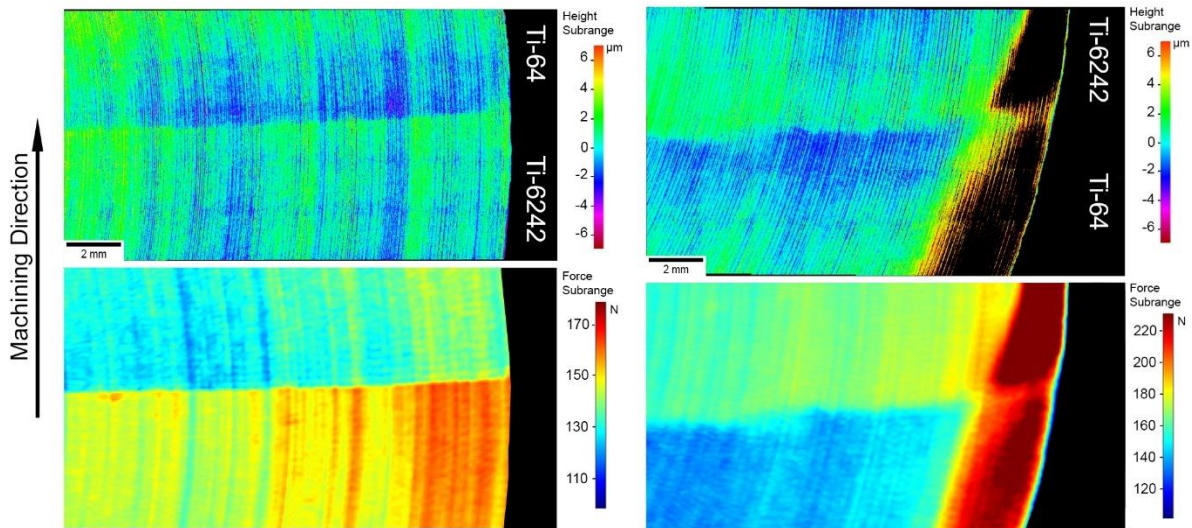 Machining Direction
Ti-64
Ti-6242
2 mm
Height
Subrange
µm
6
4
2
0
-2
-4
-6
Ti-6242
Ti-64
2 mm
Height
Subrange
µm
6
4
2
0
-2
-4
-6
Force
Subrange
N
170
150
130
110
Force
Subrange
N
220
200
180
160
140
120